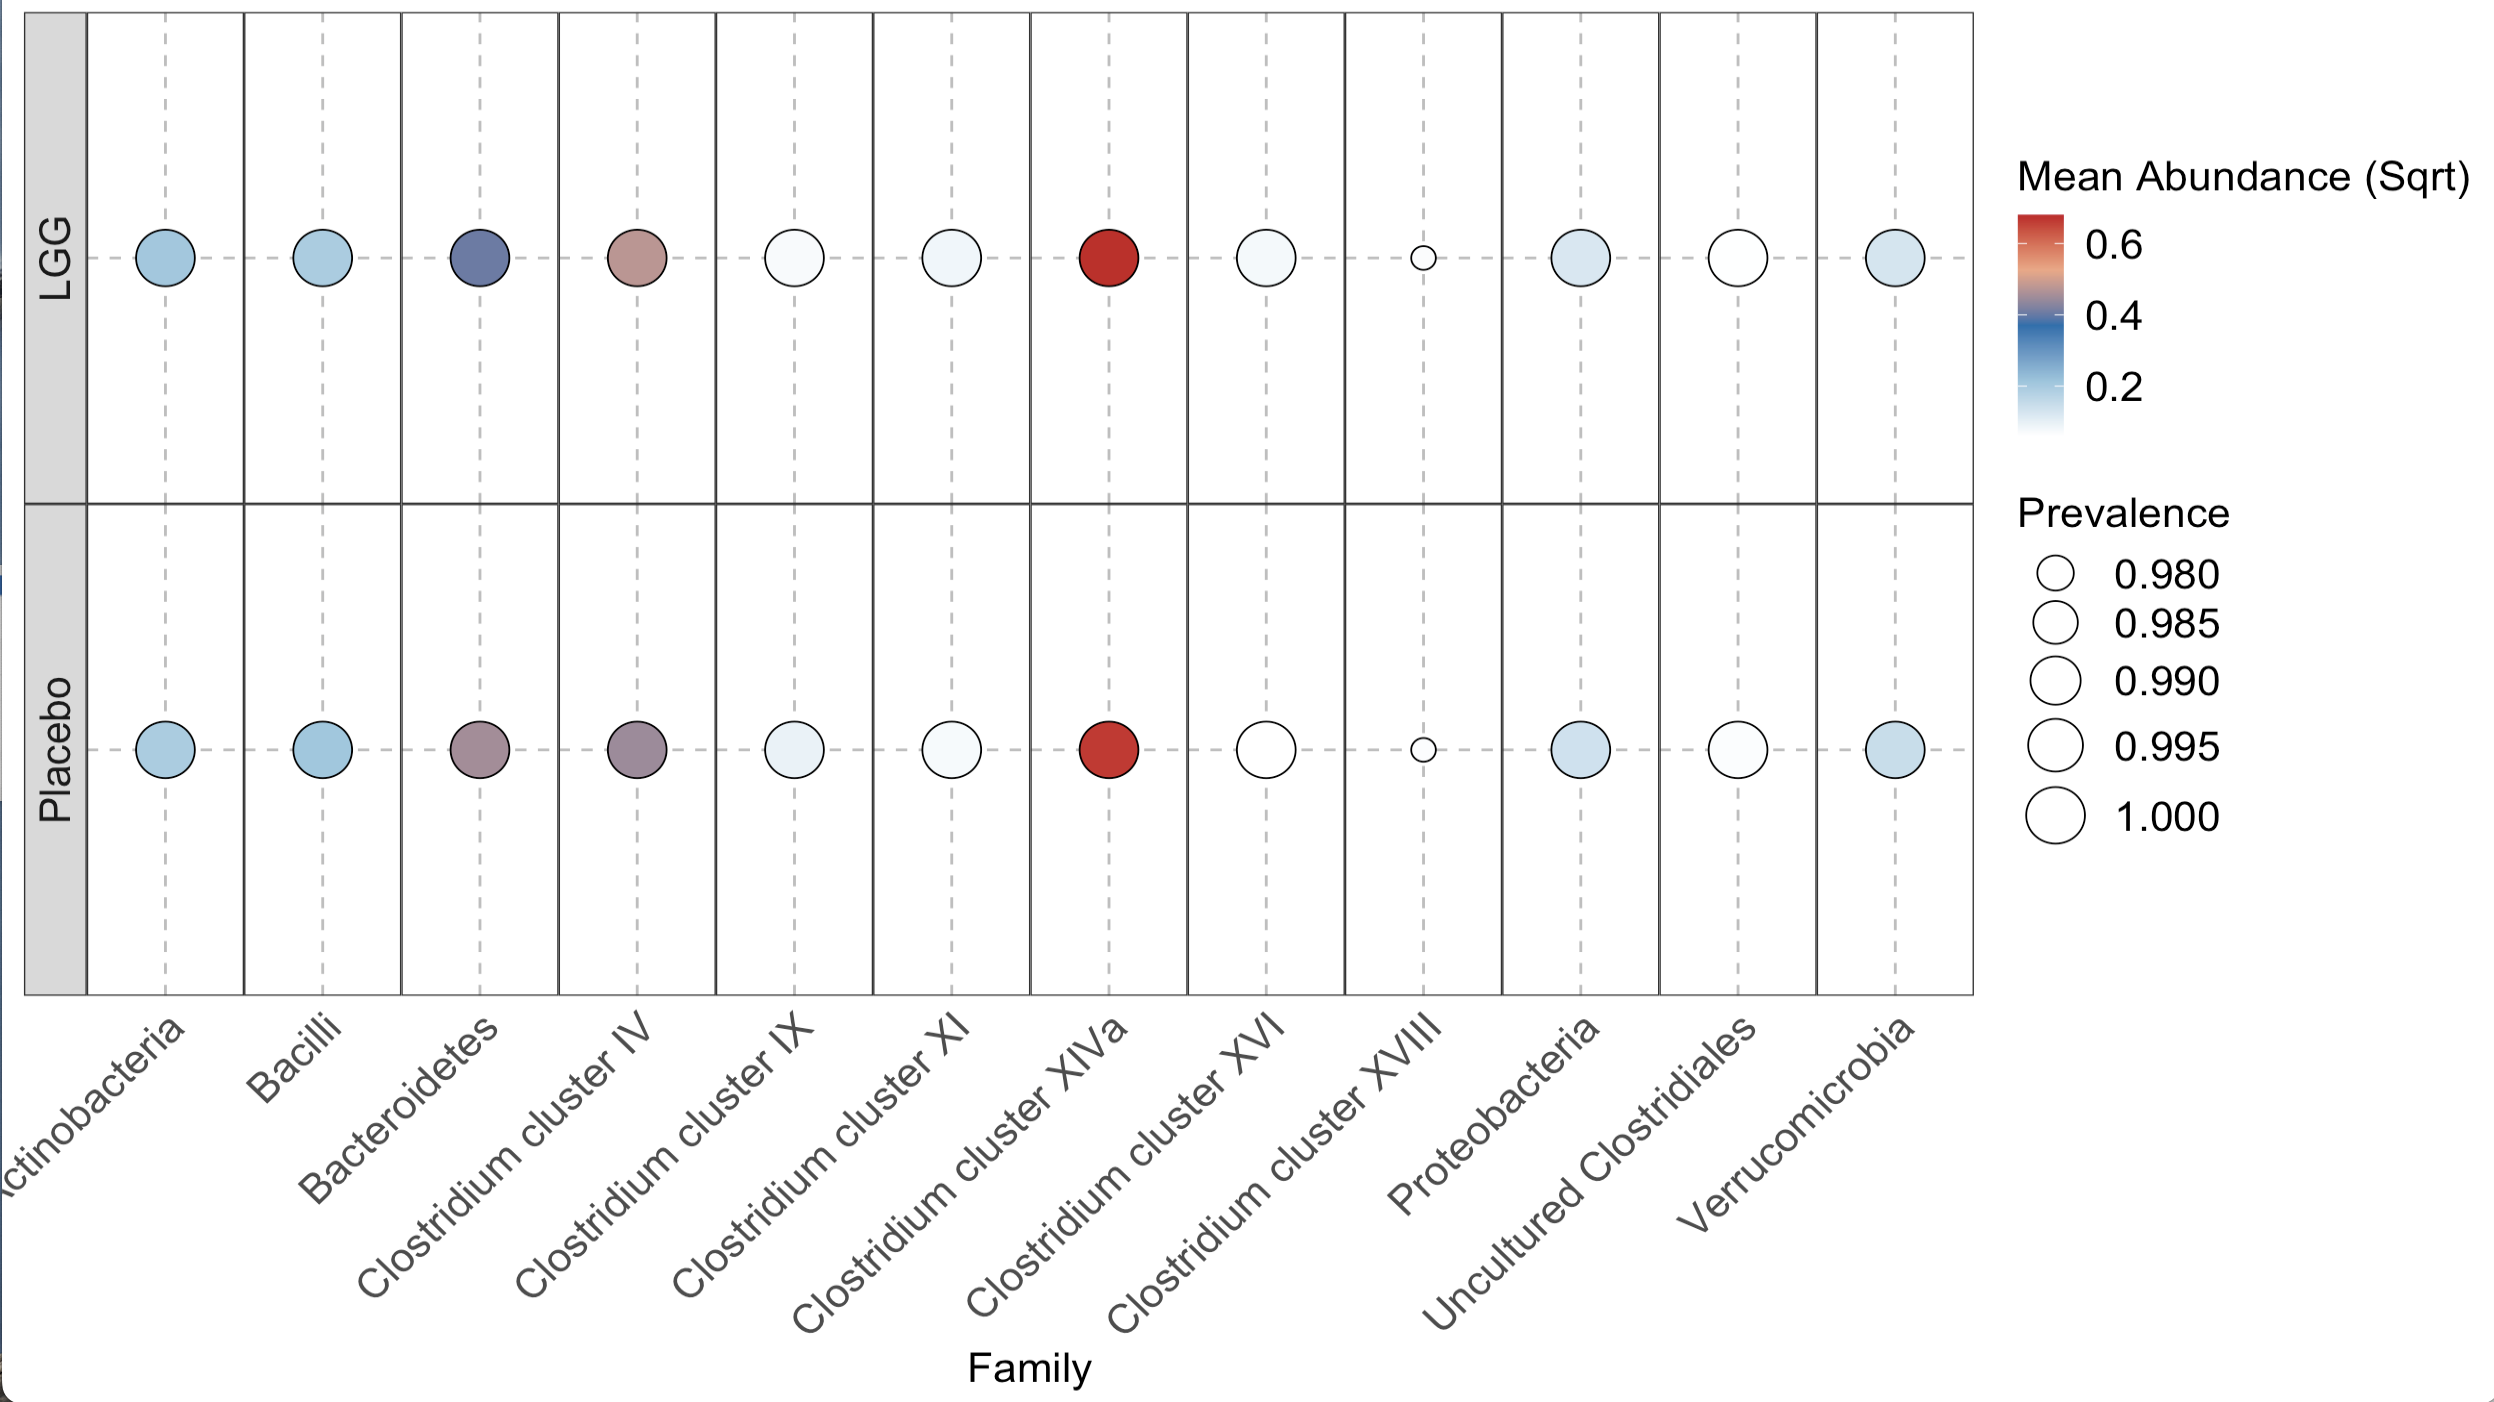 LGG
Placebo
ctinobacteria
Bacilli
Bacteroidetes
Clostridium cluster IV
Clostridium cluster IX
Clostridium cluster XI
Clostridium cluster XIVa
Clostridium cluster XVI
Clostridium cluster XVIII
Proteobacteria
Uncultured Clostridiales
Verrucomicrobia
Family
Mean Abundance (Sqrt)
0.6
0.4
0.2
Prevalence
0.980
0.985
0.990
0.995
1.000